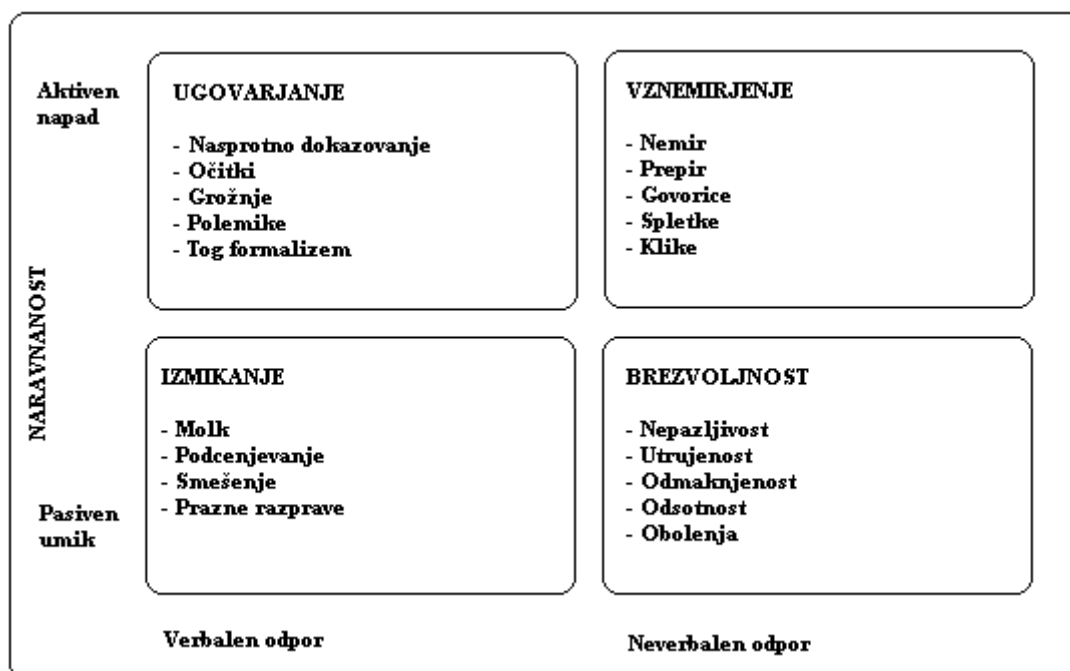 Aktiven
napad
UGOVARJANJE
- Nasprotno dokazovanje
- Očitki
- Grožnje
- Polemike
- Tog formalizem
VZNEMIRJENJE
- Nemir
- Prepir
- Govorice
- Spletke
- Klike
NARAVNANOST
Pasiven
umik
IZMIKANJE
- Molk
- Podcenjevanje
- Smešenje
- Prazne razprave
BREZVOLJNOST
- Nepazljivost
- Utrujenost
- Odmaknjenost
- Odsotnost
- Obolenja
Verbalen odpor
Neverbalen odpor